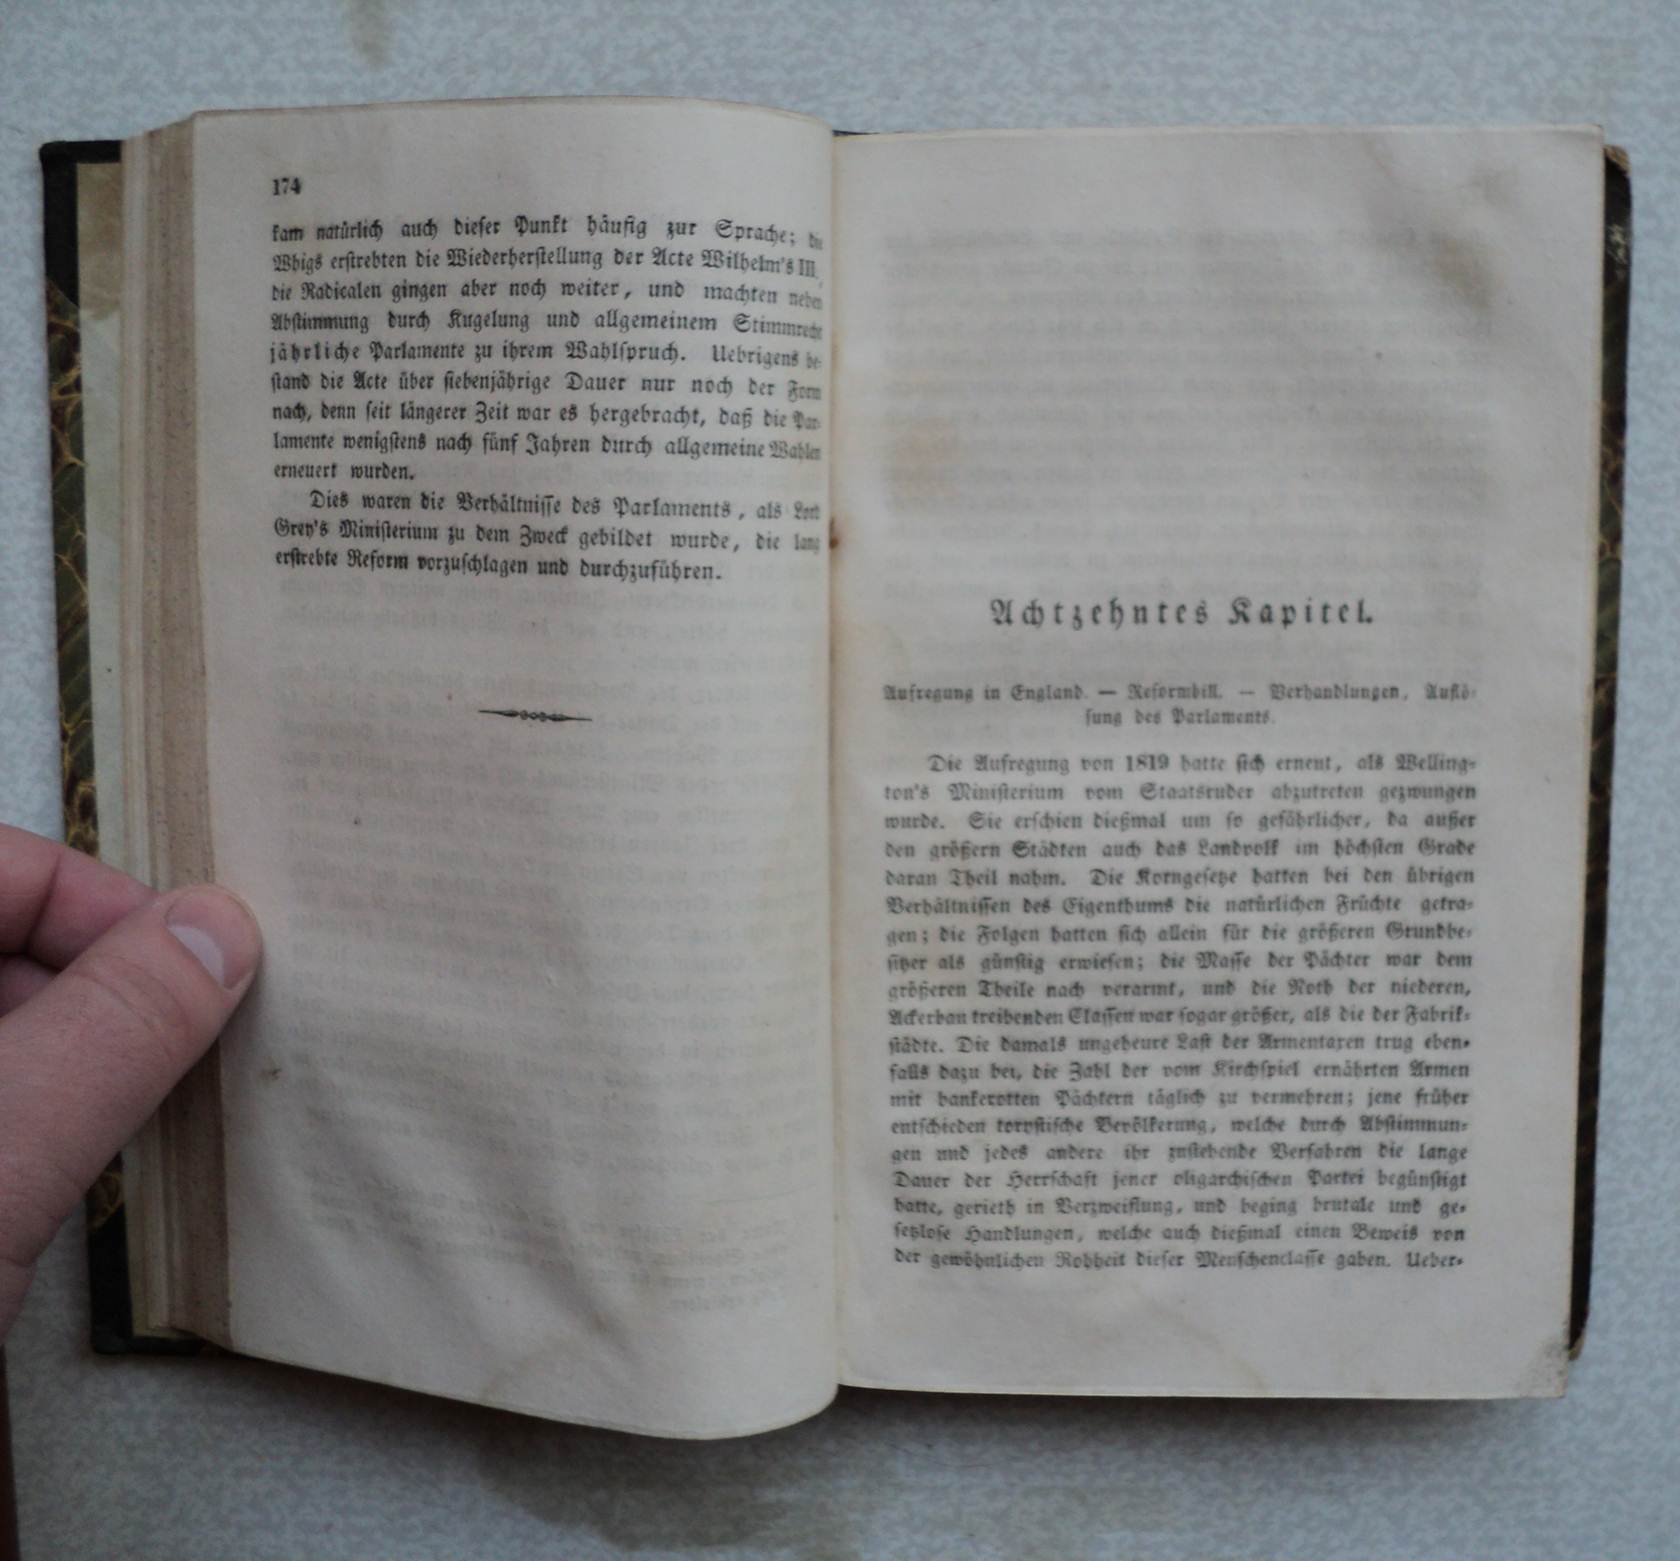 174
kam natürlich auch dieser Punkt häufig zur Sprache; die
Whigs erstrebten die Wiederherstellung der Acte Wilhelm's III.,
die Radicalen gingen aber noch weiter, und machten neben
Abstimmung durch Kugelung und allgemeinem Stimmrecht
jährliche Parlamente zu ihrem Wahlspruch. Uebrigens be-
stand die Acte über siebenjährige Dauer nur noch der Form
nach, denn seit längerer Zeit war es hergebracht, daß die Par-
lamente wenigstens nach fünf Jahren durch allgemeine Wahlen
erneuert wurden.
Dies waren die Verhältnisse des Parlaments, als Lord
Grey's Ministerium zu dem Zweck gebildet wurde, die lang
erstrebte Reform vorzuschlagen und durchzuführen.
Achtzehntes Kapitel.
Aufregung in England. — Reformbill. — Verhandlungen, Auflö-
sung des Parlaments.
Die Aufregung von 1819 hatte sich erneut, als Welling-
ton's Ministerium vom Staatsruder abzutreten gezwungen
wurde. Sie erschien dießmal um so gefährlicher, da außer
den größern Städten auch das Landvolk im höchsten Grade
daran Theil nahm. Die Korngesetze hatten bei den übrigen
Verhältnissen des Eigenthums die natürlichen Früchte getra-
gen; die Folgen hatten sich allein für die größeren Grundbe-
sitzer als günstig erwiesen; die Masse der Pächter war dem
größeren Theile nach verarmt, und die Noth der niederen,
Ackerbau treibenden Classen war sogar größer, als die der Fabrik-
städte. Die damals ungeheure Last der Armentaxen trug eben-
falls dazu bei, die Zahl der vom Kirchspiel ernährten Armen
mit bankerotten Pächtern täglich zu vermehren; jene früher
entschieden torystische Bevölkerung, welche durch Abstimmun-
gen und jedes andere ihr zustehende Verfahren die lange
Dauer der Herrschaft jener oligarchischen Partei begünstigt
hatte, gerieth in Verzweiflung, und beging brutale und ge-
setzlose Handlungen, welche auch dießmal einen Beweis von
der gewöhnlichen Rohheit dieser Menschenclasse gaben. Ueber-